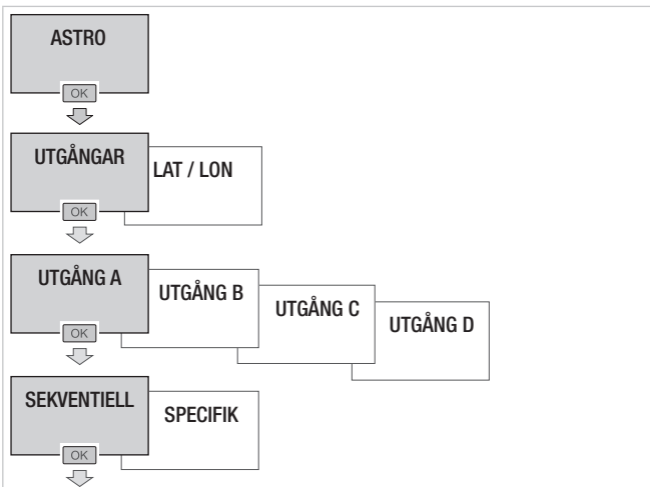 ASTRO
OK
UTGÅNGAR
LAT / LON
OK
UTGÅNG A
UTGÅNG B
UTGÅNG C
UTGÅNG D
OK
SEKVENTIELL
SPECIFIK
OK